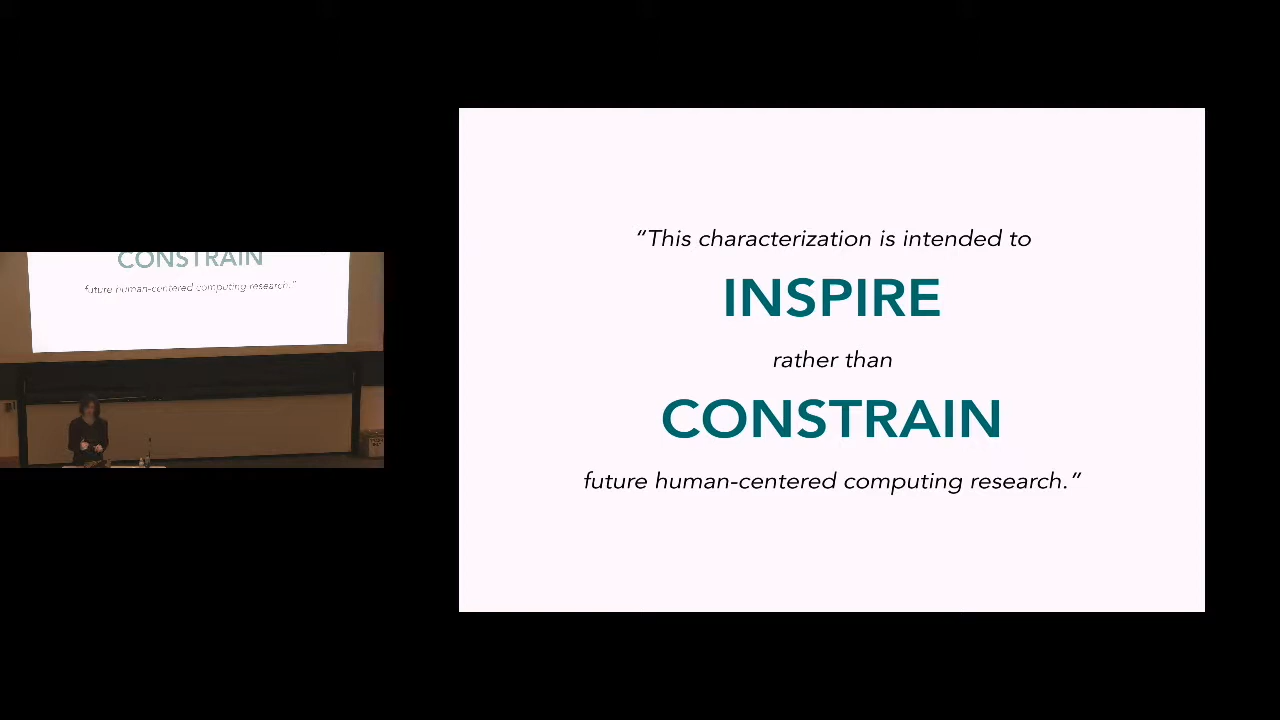 CONSTRAIN
future human-centered computing research.”
“This characterization is intended to
INSPIRE
rather than
CONSTRAIN
future human-centered computing research.”